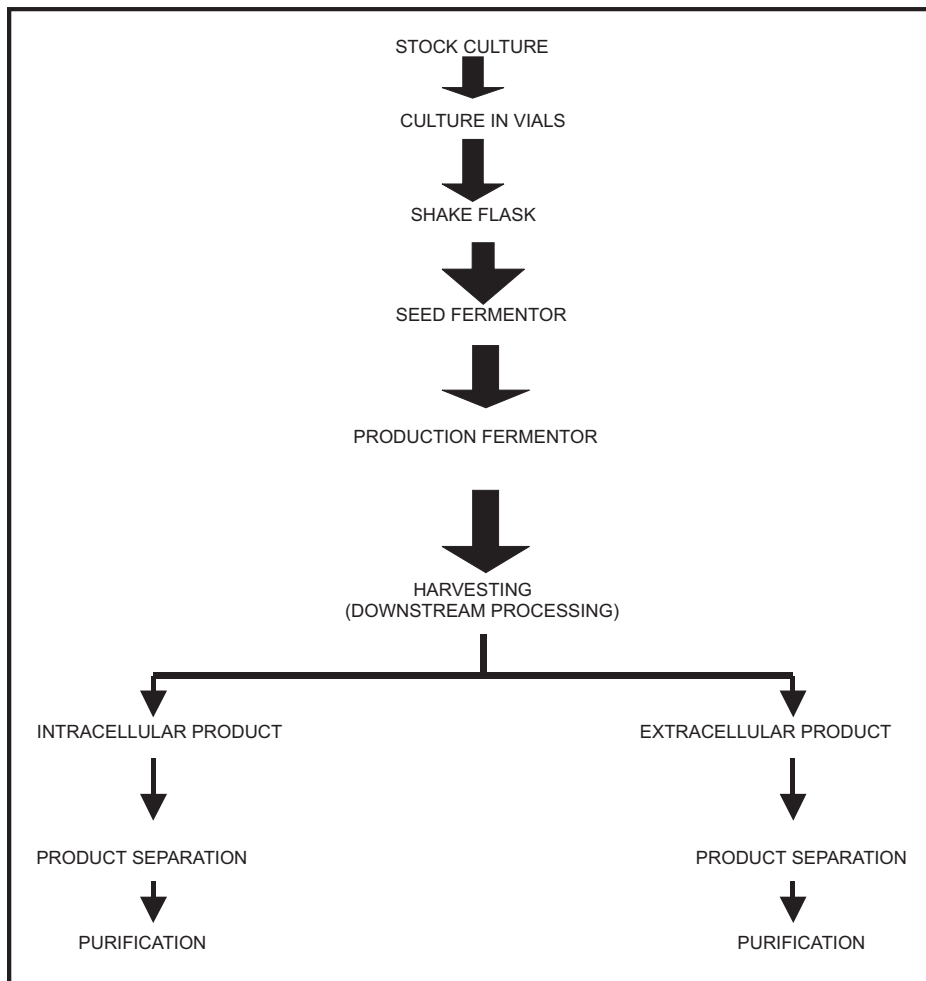 STOCK CULTURE
CULTURE IN VIALS
SHAKE FLASK
SEED FERMENTOR
PRODUCTION FERMENTOR
HARVESTING
(DOWNSTREAM PROCESSING)
INTRACELLULAR PRODUCT
EXTRACELLULAR PRODUCT
PRODUCT SEPARATION
PRODUCT SEPARATION
PURIFICATION
PURIFICATION